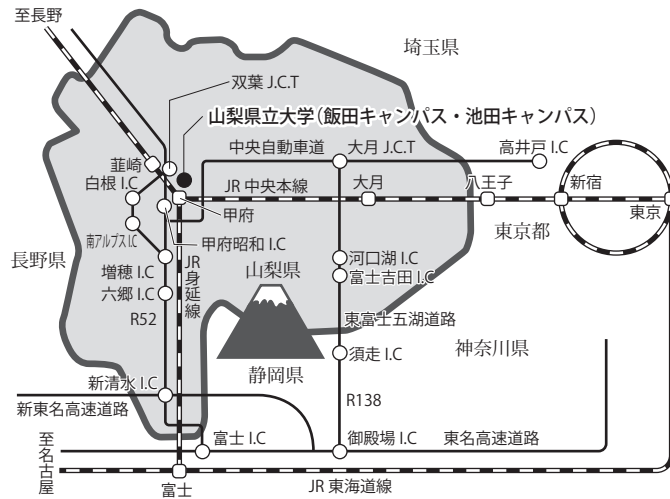 至長野
埼玉県
双葉 J.C.T
山梨県立大学（飯田キャンパス・池田キャンパス）
中央自動車道
大月 J.C.T
高井戸 I.C
韮崎
白根 I.C
JR 中央本線
大月
八王子
新宿
東京
甲府
南アルプス I.C
甲府昭和 I.C
東京都
長野県
増穂 I.C
JR身延線
山梨県
河口湖 I.C
富士吉田 I.C
六郷 I.C
R52
東富士五湖道路
神奈川県
須走 I.C
静岡県
新清水 I.C
新東名高速道路
R138
至名古屋
富士 I.C
御殿場 I.C
東名高速道路
富士
JR 東海道線